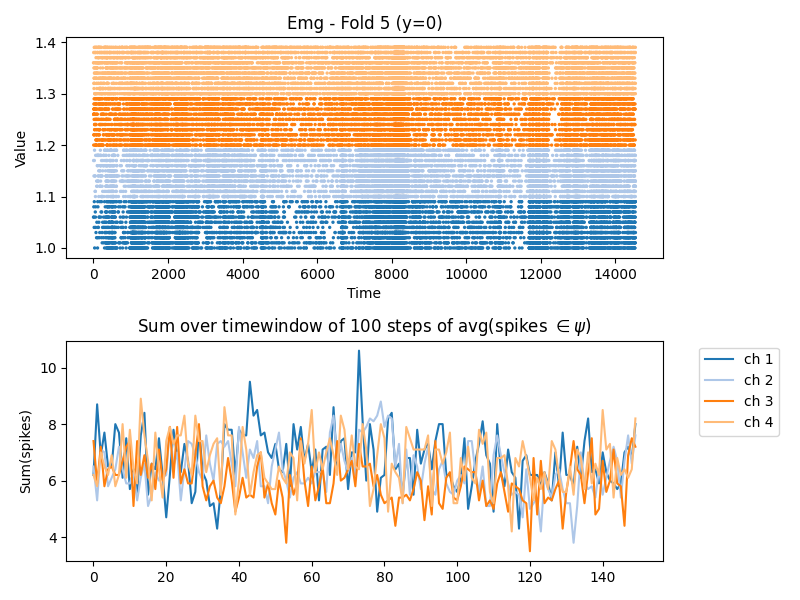 Emg - Fold 5 (y=0)
Value
1.4
1.3
1.2
1.1
1.0
0 2000 4000 6000 8000 10000 12000 14000
Time
Sum over timewindow of 100 steps of avg(spikes ∈ ψ)
Sum(spikes)
10
8
6
4
0 20 40 60 80 100 120 140
ch 1
ch 2
ch 3
ch 4